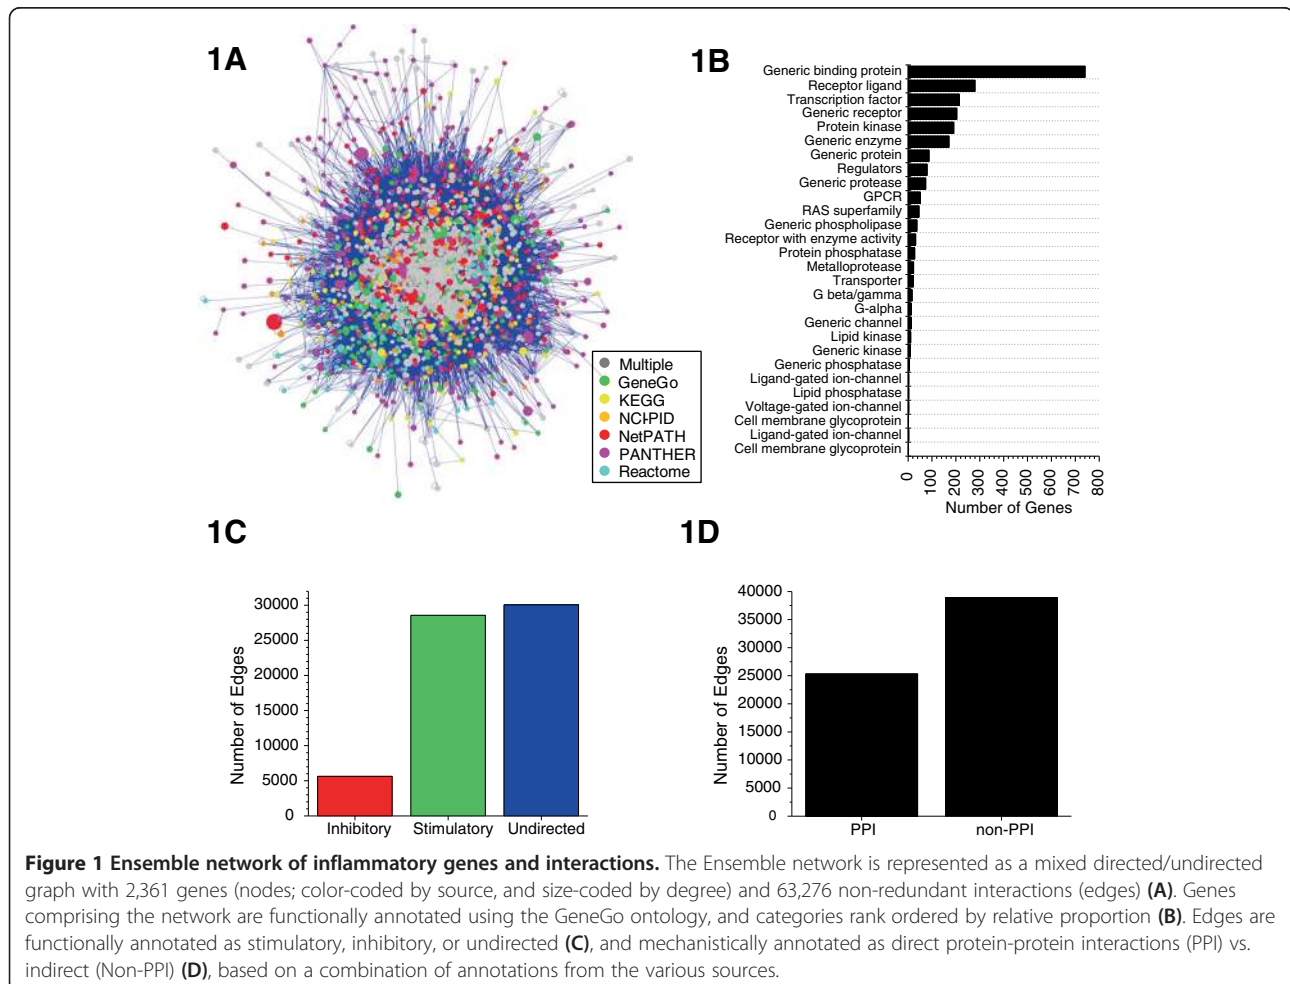 1A
Multiple
GeneGo
KEGG
NCI-PID
NetPATH
PANTHER
Reactome
1B
Generic binding protein
Receptor ligand
Transcription factor
Generic receptor
Protein kinase
Generic enzyme
Generic protein
Regulators
Generic protease
GPCR
RAS superfamily
Generic phospholipase
Receptor with enzyme activity
Protein phosphatase
Metalloprotease
Transporter
G beta/gamma
G-alpha
Generic channel
Lipid kinase
Generic kinase
Generic phosphatase
Ligand-gated ion-channel
Lipid phosphatase
Voltage-gated ion-channel
Cell membrane glycoprotein
Ligand-gated ion-channel
Cell membrane glycoprotein
0 100 200 300 400 500 600 700 800
Number of Genes
1C
Number of Edges
30000
25000
20000
15000
10000
5000
0
Inhibitory Stimulatory Undirected
1D
Number of Edges
40000
35000
30000
25000
20000
15000
10000
5000
0
PPI non-PPI
Figure 1 Ensemble network of inflammatory genes and interactions. The Ensemble network is represented as a mixed directed/undirected
graph with 2,361 genes (nodes; color-coded by source, and size-coded by degree) and 63,276 non-redundant interactions (edges) (A). Genes
comprising the network are functionally annotated using the GeneGo ontology, and categories rank ordered by relative proportion (B). Edges are
functionally annotated as stimulatory, inhibitory, or undirected (C), and mechanistically annotated as direct protein-protein interactions (PPI) vs.
indirect (Non-PPI) (D), based on a combination of annotations from the various sources.